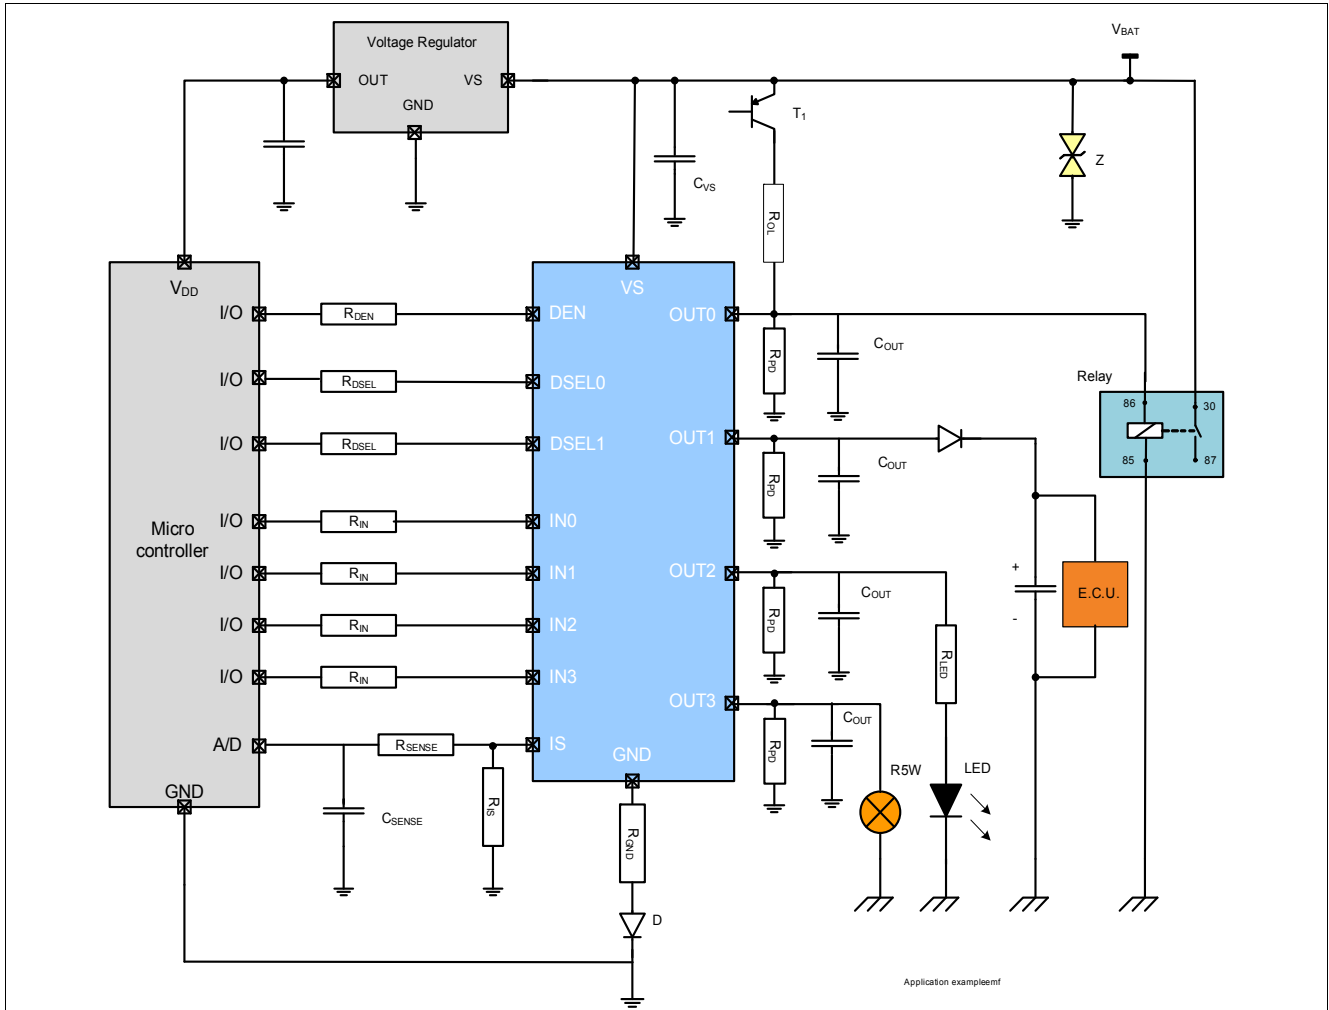 Voltage Regulator
OUT
VS
GND
VBAT
T1
Z
CVS
ROL
VDD
VS
I/O
RDEN
DEN
OUT0
RPD
COUT
I/O
RDSEL
DSEL0
Relay
86
30
85
87
I/O
RDSEL
DSEL1
OUT1
RPD
COUT
Micro
controller
I/O
RIN
IN0
I/O
RIN
IN1
OUT2
RPD
COUT
+
-
E.C.U.
I/O
RIN
IN2
RLED
I/O
RIN
IN3
OUT3
RPD
COUT
A/D
RSENSE
IS
GND
R5W
LED
GND
CSENSE
RIS
RGND
D
Application exampleemf